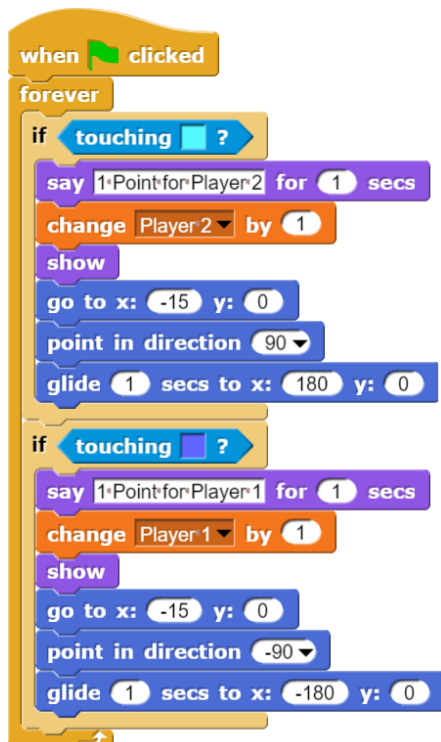 when clicked
forever
if touching ?
say 1 Point for Player 2 for 1 secs
change Player 2 by 1
show
go to x: -15 y: 0
point in direction 90
glide 1 secs to x: 180 y: 0
if touching ?
say 1 Point for Player 1 for 1 secs
change Player 1 by 1
show
go to x: -15 y: 0
point in direction -90
glide 1 secs to x: -180 y: 0